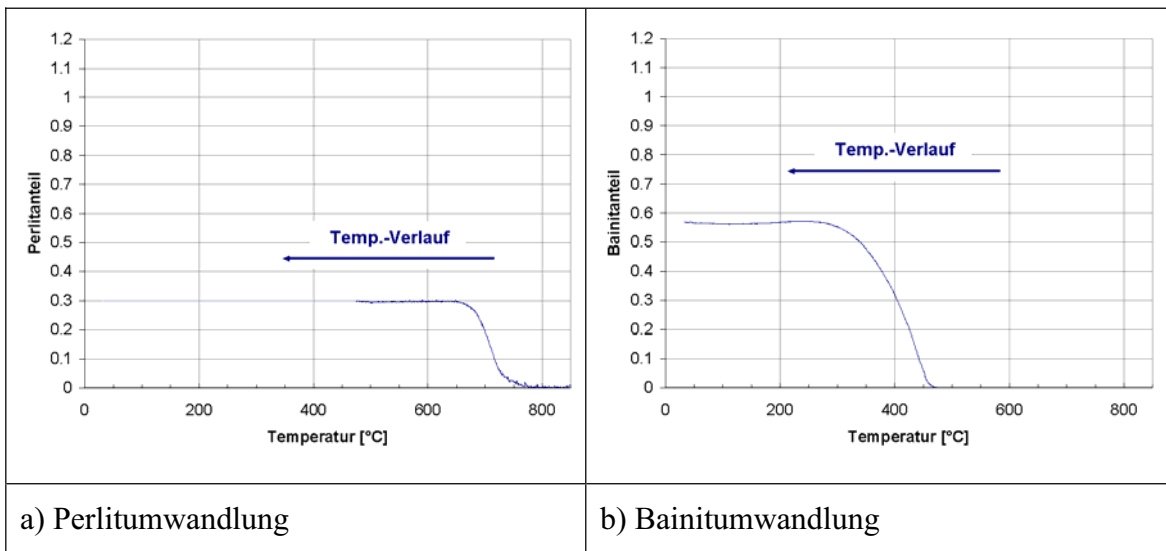 1.2
1.1
1
0.9
0.8
0.7
0.6
0.5
0.4
0.3
0.2
0.1
0
Perlitanteil
Temp.-Verlauf
0 200 400 600 800
Temperatur [°C]
1.2
1.1
1
0.9
0.8
0.7
0.6
0.5
0.4
0.3
0.2
0.1
0
Bainitanteil
Temp.-Verlauf
0 200 400 600 800
Temperatur [°C]
a) Perlitumwandlung
b) Bainitumwandlung